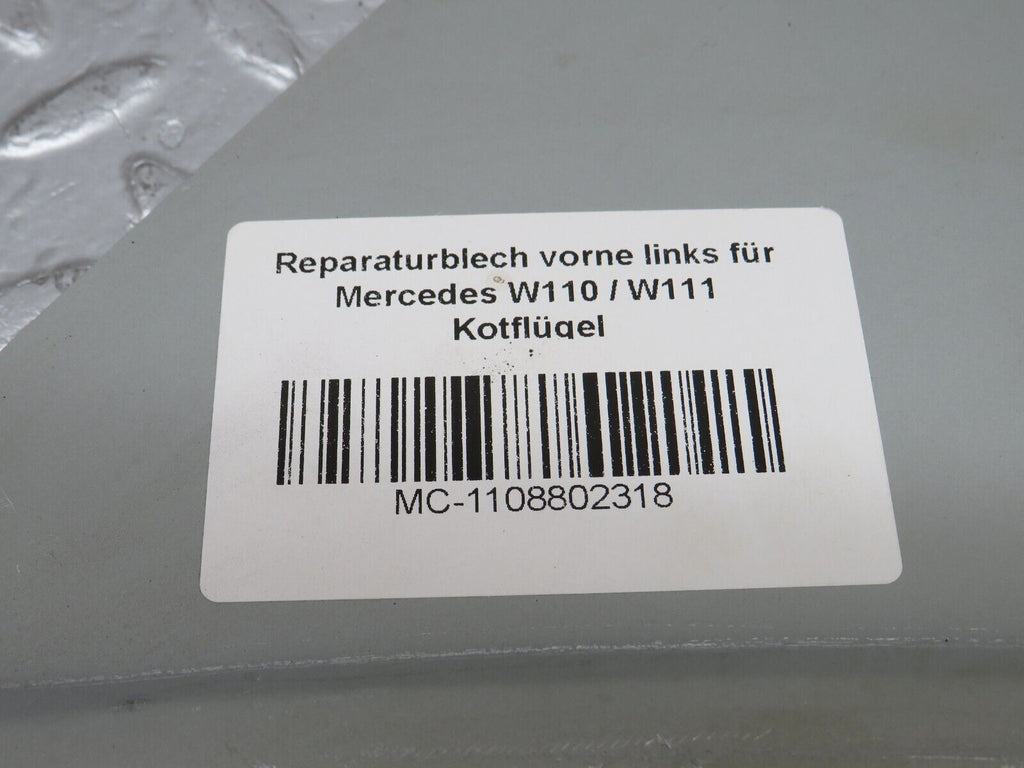 Reparaturblech vorne links für
Mercedes W110 / W111
Kotflügel
MC-1108802318